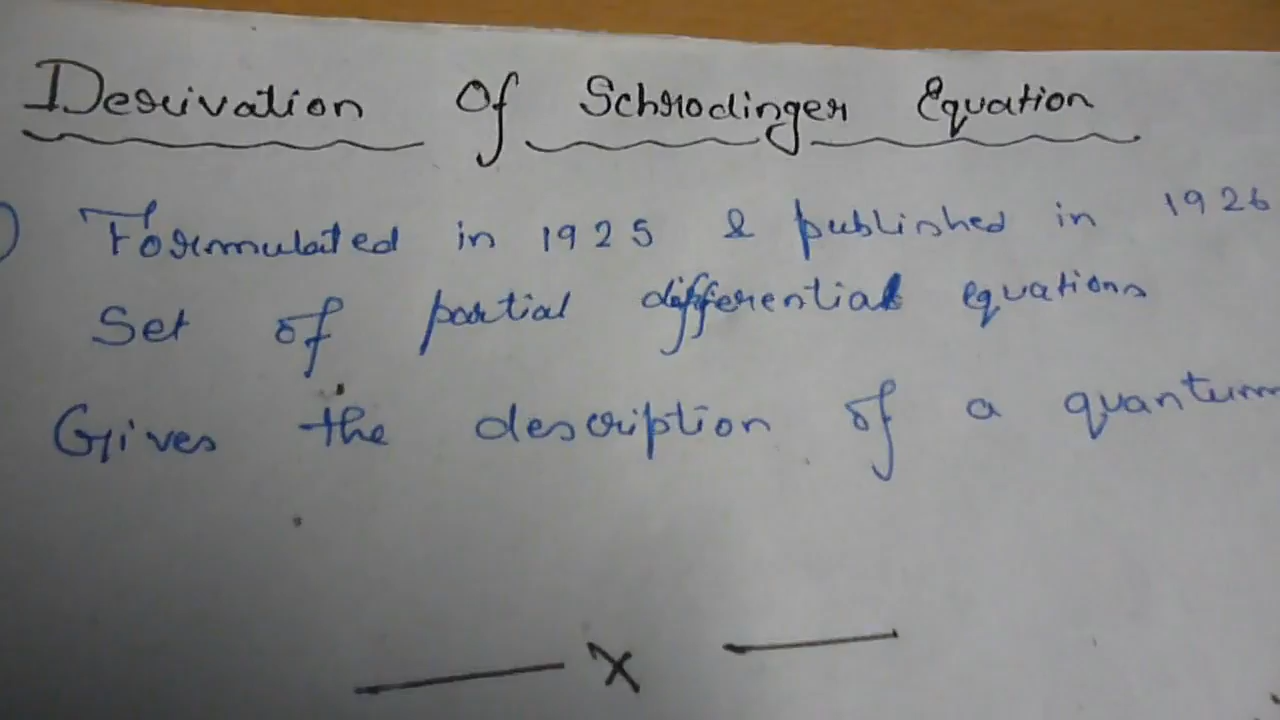 Derivation Of Schrodinger Equation
) Formulated in 1925 & published in 1926
Set of partial differential equations
Gives the description of a quantum
— X —